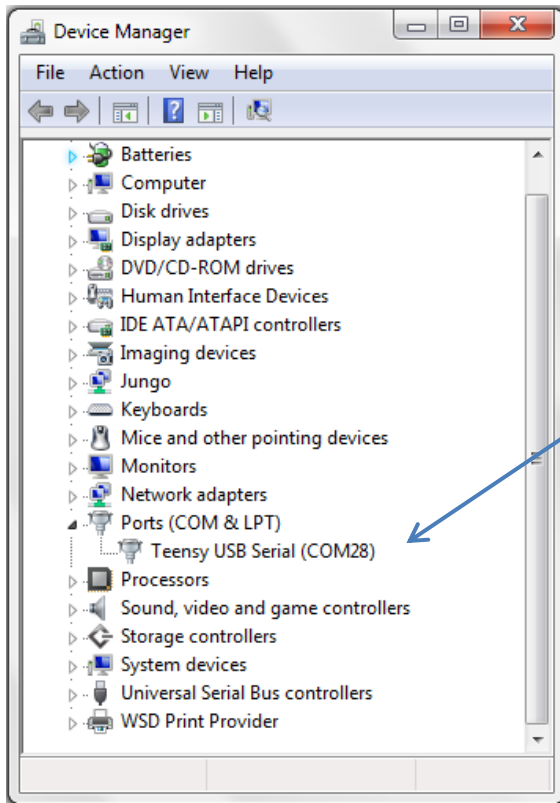 Device Manager
File Action View Help
Batteries
Computer
Disk drives
Display adapters
DVD/CD-ROM drives
Human Interface Devices
IDE ATA/ATAPI controllers
Imaging devices
Jungo
Keyboards
Mice and other pointing devices
Monitors
Network adapters
Ports (COM & LPT)
Teensy USB Serial (COM28)
Processors
Sound, video and game controllers
Storage controllers
System devices
Universal Serial Bus controllers
WSD Print Provider